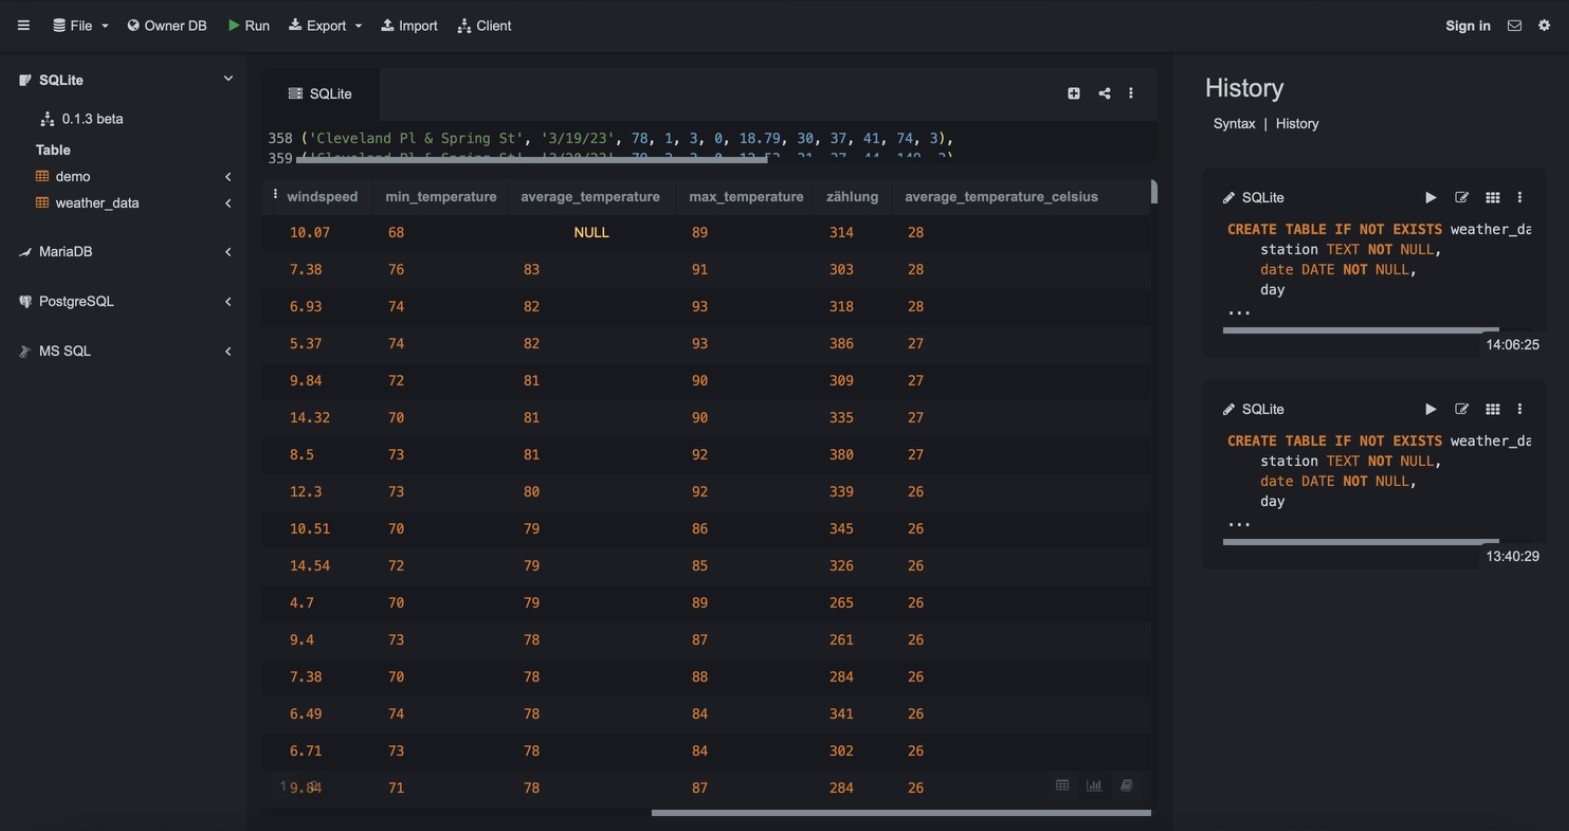 File Owner DB Run Export Import Client Sign in
SQLite
0.1.3 beta
Table
demo
weather_data
MariaDB
PostgreSQL
MS SQL
SQLite
358 ('Cleveland Pl & Spring St', '3/19/23', 78, 1, 3, 0, 18.79, 30, 37, 41, 74, 3),
359
windspeed min_temperature average_temperature max_temperature zählung average_temperature_celsius
10.07 68 NULL 89 314 28
7.38 76 83 91 303 28
6.93 74 82 93 318 28
5.37 74 82 93 386 27
9.84 72 81 90 309 27
14.32 70 81 90 335 27
8.5 73 81 92 380 27
12.3 73 80 92 339 26
10.51 70 79 86 345 26
14.54 72 79 85 326 26
4.7 70 79 89 265 26
9.4 73 78 87 261 26
7.38 70 78 88 284 26
6.49 74 78 84 341 26
6.71 73 78 84 302 26
9.84 71 78 87 284 26
History
Syntax | History
SQLite
CREATE TABLE IF NOT EXISTS weather_da
station TEXT NOT NULL,
date DATE NOT NULL,
day
...
14:06:25
SQLite
CREATE TABLE IF NOT EXISTS weather_da
station TEXT NOT NULL,
date DATE NOT NULL,
day
...
13:40:29